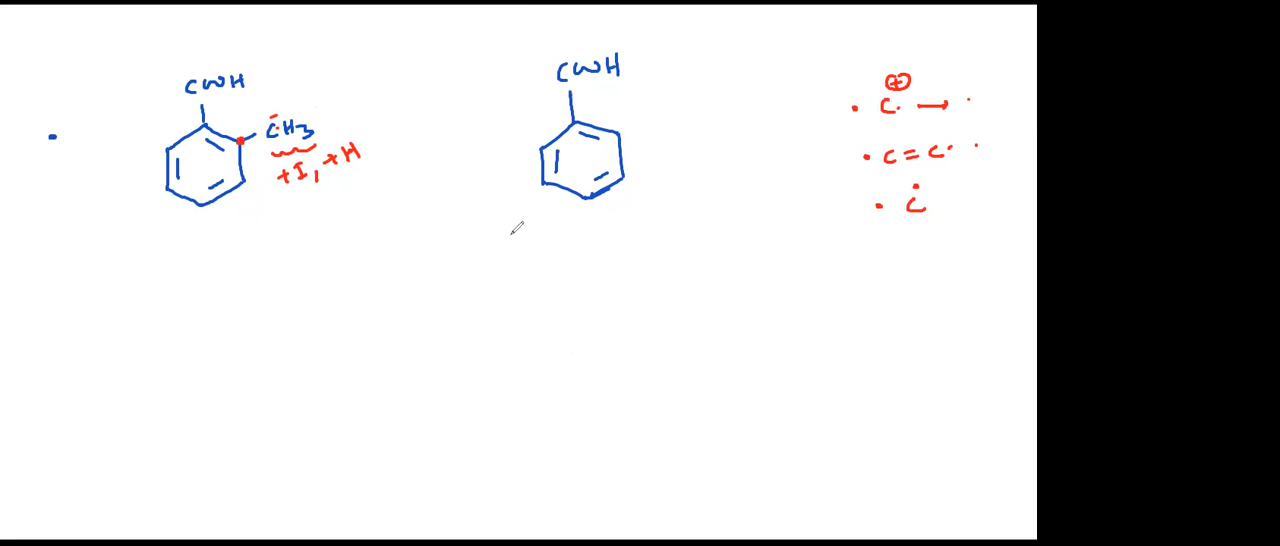 COOH
CH3
+I, +H
COOH
⊕
C. →
. C = C .
. Ċ